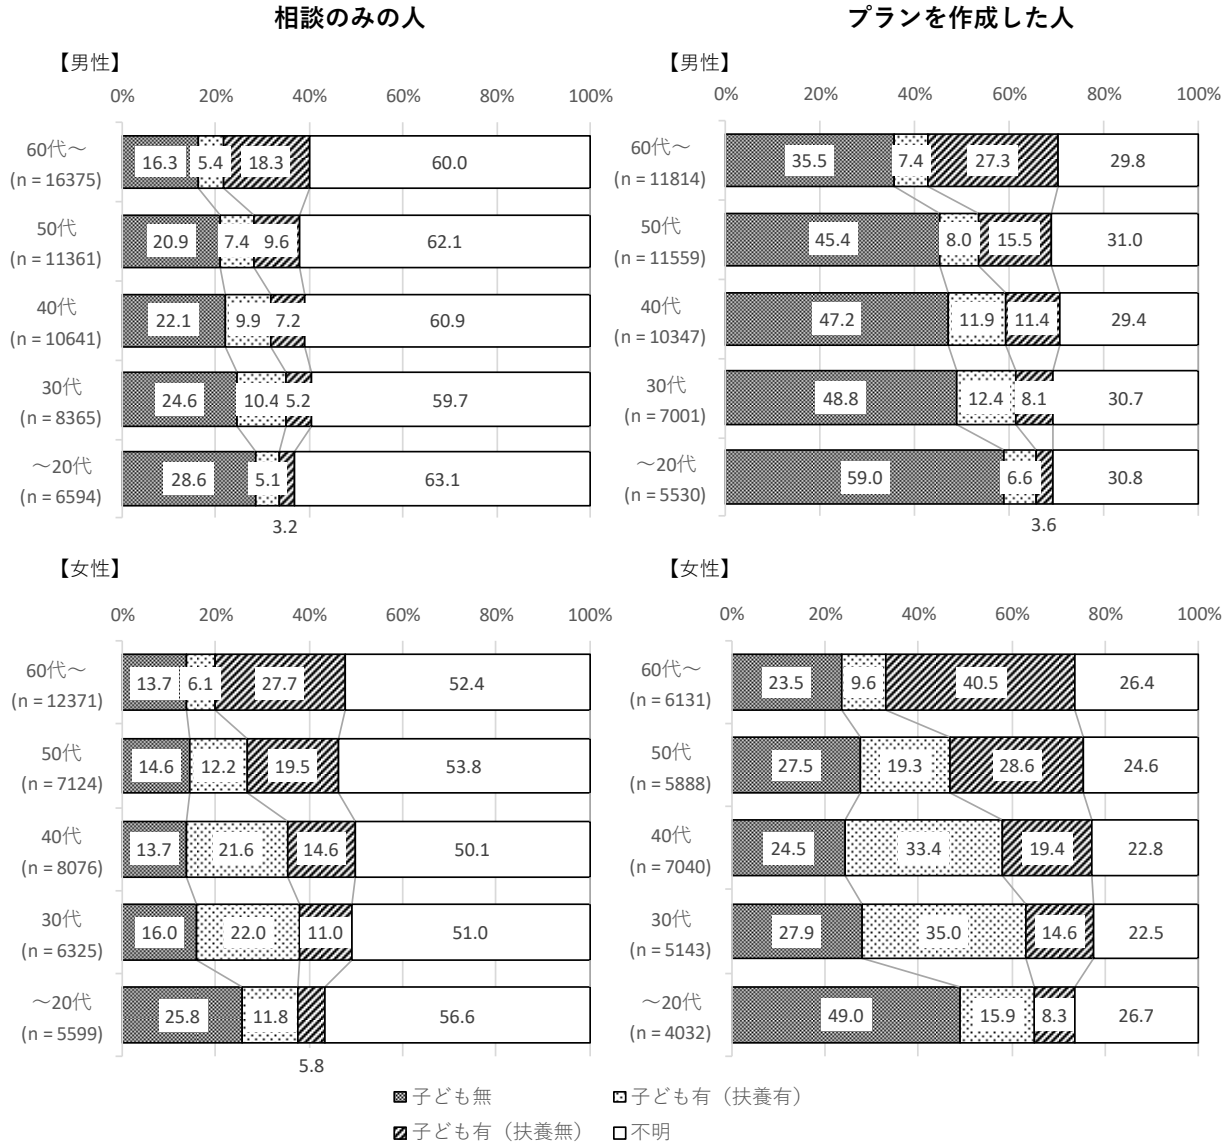 相談のみの人
プランを作成した人
【男性】
0% 20% 40% 60% 80% 100%
60代～
(n = 16375)
16.3 5.4 18.3 60.0
50代
(n = 11361)
20.9 7.4 9.6 62.1
40代
(n = 10641)
22.1 9.9 7.2 60.9
30代
(n = 8365)
24.6 10.4 5.2 59.7
～20代
(n = 6594)
28.6 5.1 63.1
3.2
【男性】
0% 20% 40% 60% 80% 100%
60代～
(n = 11814)
35.5 7.4 27.3 29.8
50代
(n = 11559)
45.4 8.0 15.5 31.0
40代
(n = 10347)
47.2 11.9 11.4 29.4
30代
(n = 7001)
48.8 12.4 8.1 30.7
～20代
(n = 5530)
59.0 6.6 30.8
3.6
【女性】
0% 20% 40% 60% 80% 100%
60代～
(n = 12371)
13.7 6.1 27.7 52.4
50代
(n = 7124)
14.6 12.2 19.5 53.8
40代
(n = 8076)
13.7 21.6 14.6 50.1
30代
(n = 6325)
16.0 22.0 11.0 51.0
～20代
(n = 5599)
25.8 11.8 56.6
5.8
【女性】
0% 20% 40% 60% 80% 100%
60代～
(n = 6131)
23.5 9.6 40.5 26.4
50代
(n = 5888)
27.5 19.3 28.6 24.6
40代
(n = 7040)
24.5 33.4 19.4 22.8
30代
(n = 5143)
27.9 35.0 14.6 22.5
～20代
(n = 4032)
49.0 15.9 8.3 26.7
子ども無 子ども有（扶養有）
子ども有（扶養無） 不明